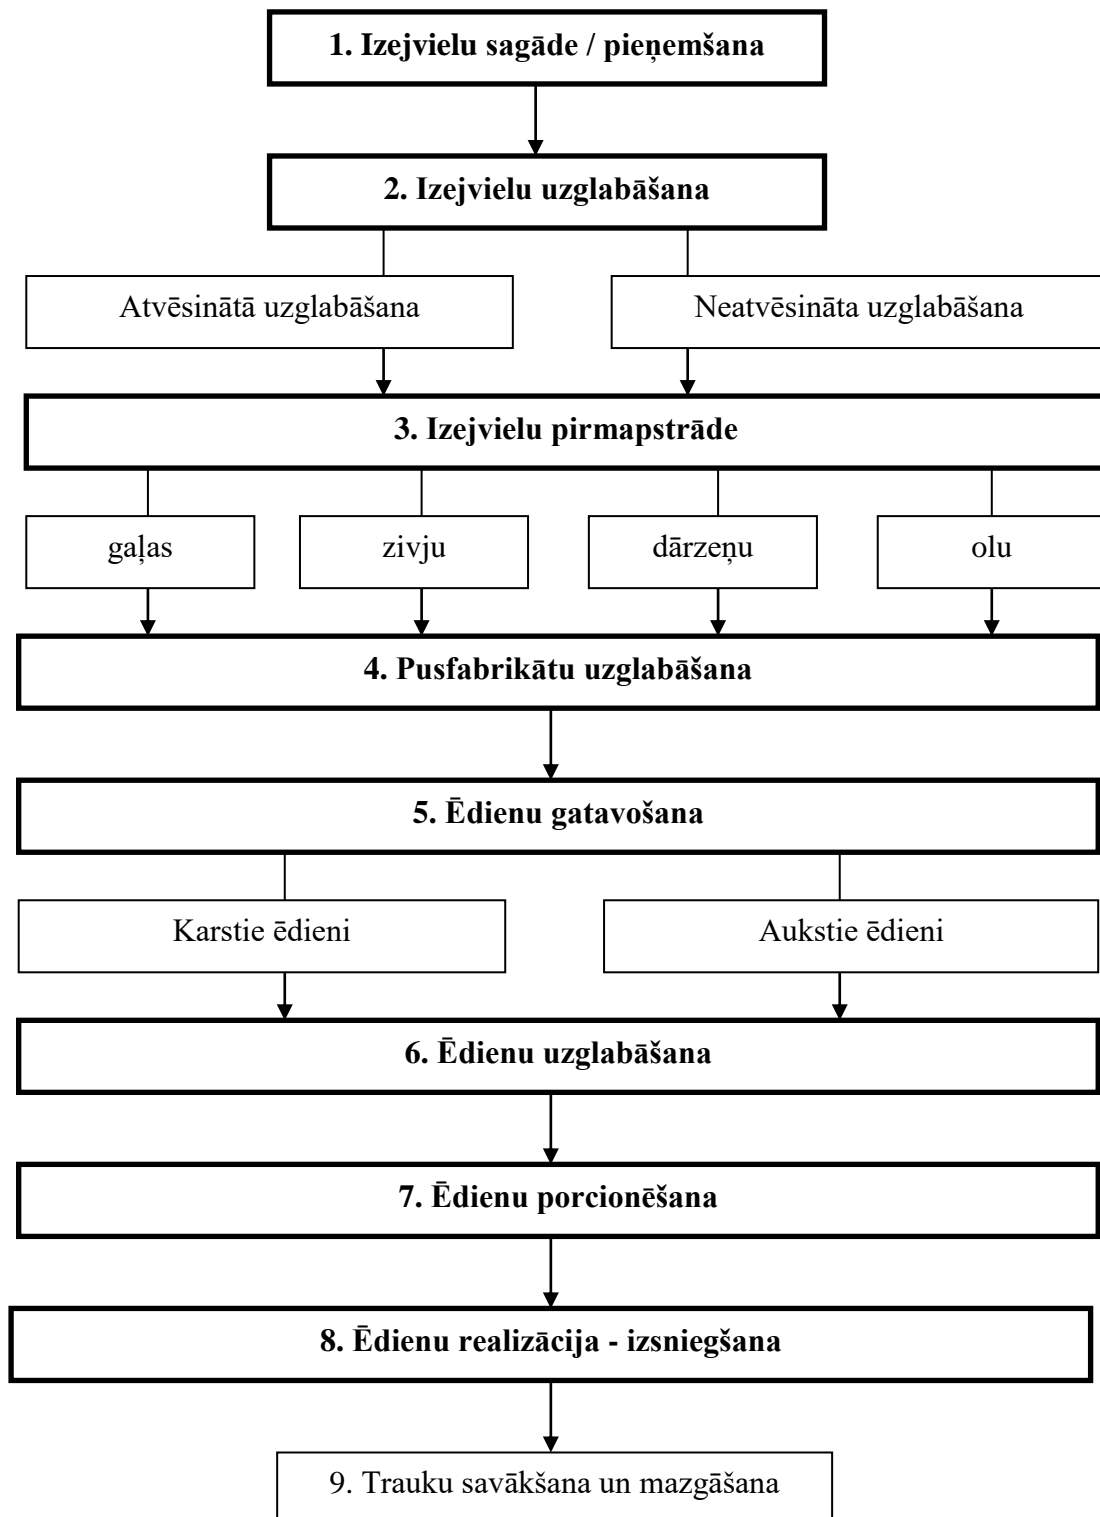 1. Izejvielu sagāde / pieņemšana
2. Izejvielu uzglabāšana
Atvēsinātā uzglabāšana
Neatvēsināta uzglabāšana
3. Izejvielu pirmapstrāde
gaļas
zivju
dārzeņu
olu
4. Pusfabrikātu uzglabāšana
5. Ēdienu gatavošana
Karstie ēdieni
Aukstie ēdieni
6. Ēdienu uzglabāšana
7. Ēdienu porcionēšana
8. Ēdienu realizācija - izsniegšana
9. Trauku savākšana un mazgāšana